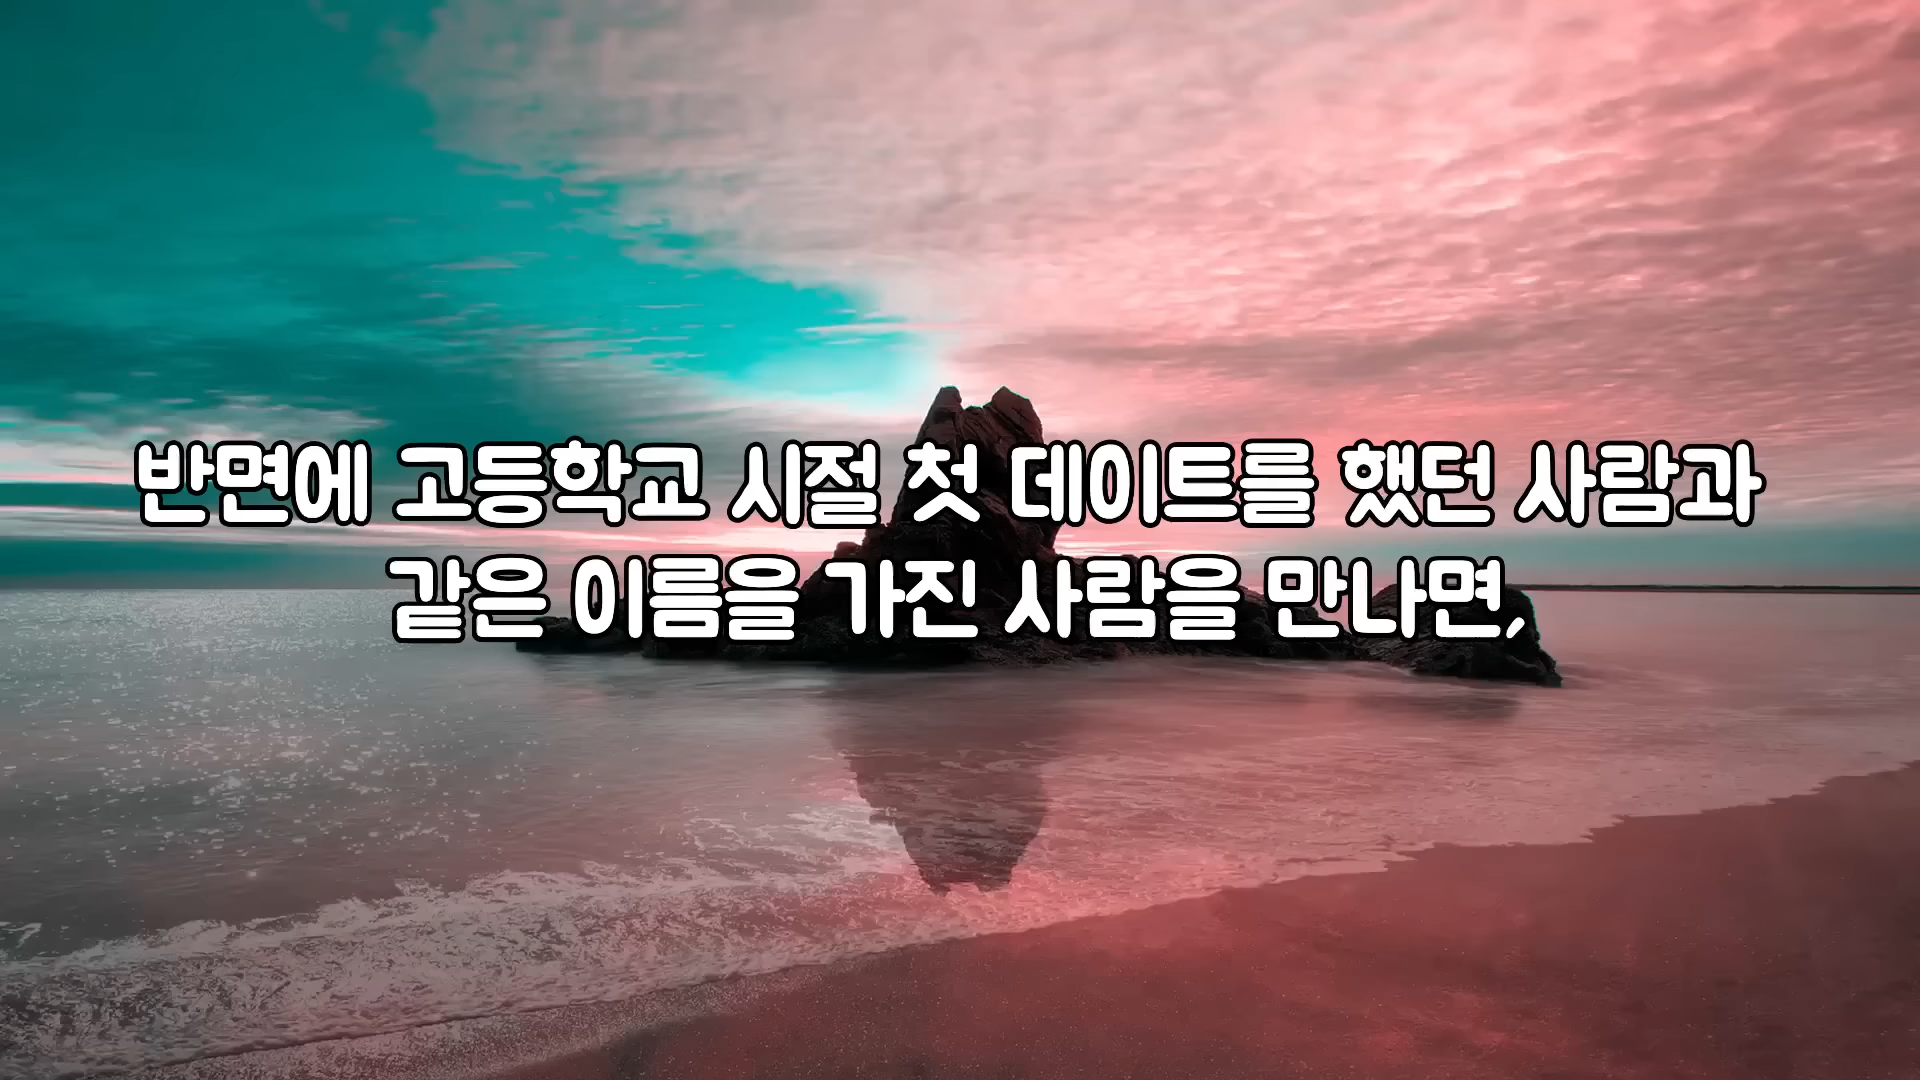 반면에 고등학교 시절 첫 데이트를 했던 사람과
같은 이름을 가진 사람을 만나면,